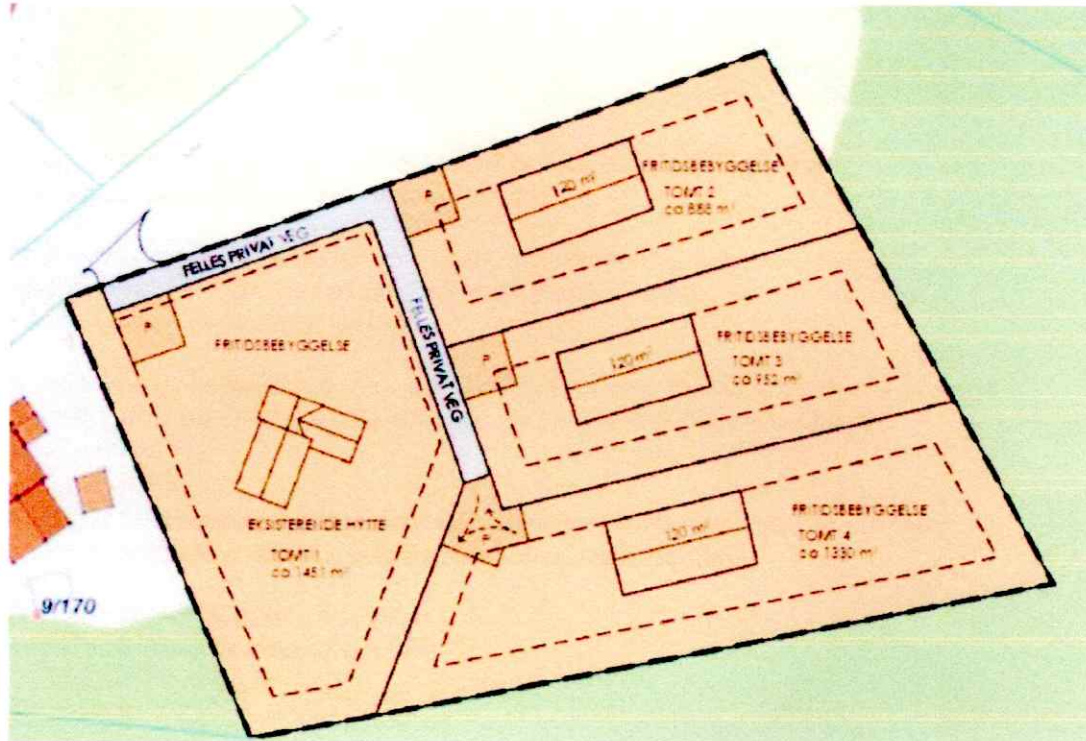 FELLES PRIVAT VEG
FELLES PRIVAT VEG
P
120 m²
FRITIDSBEBYGGELSE
TOMT 2
ca 888 m²
P
FRITIDSBEBYGGELSE
EKSISTERENDE HYTTE
TOMT 1
ca 1451 m²
P
120 m²
FRITIDSBEBYGGELSE
TOMT 3
ca 952 m²
P
120 m²
FRITIDSBEBYGGELSE
TOMT 4
ca 1330 m²
9/170